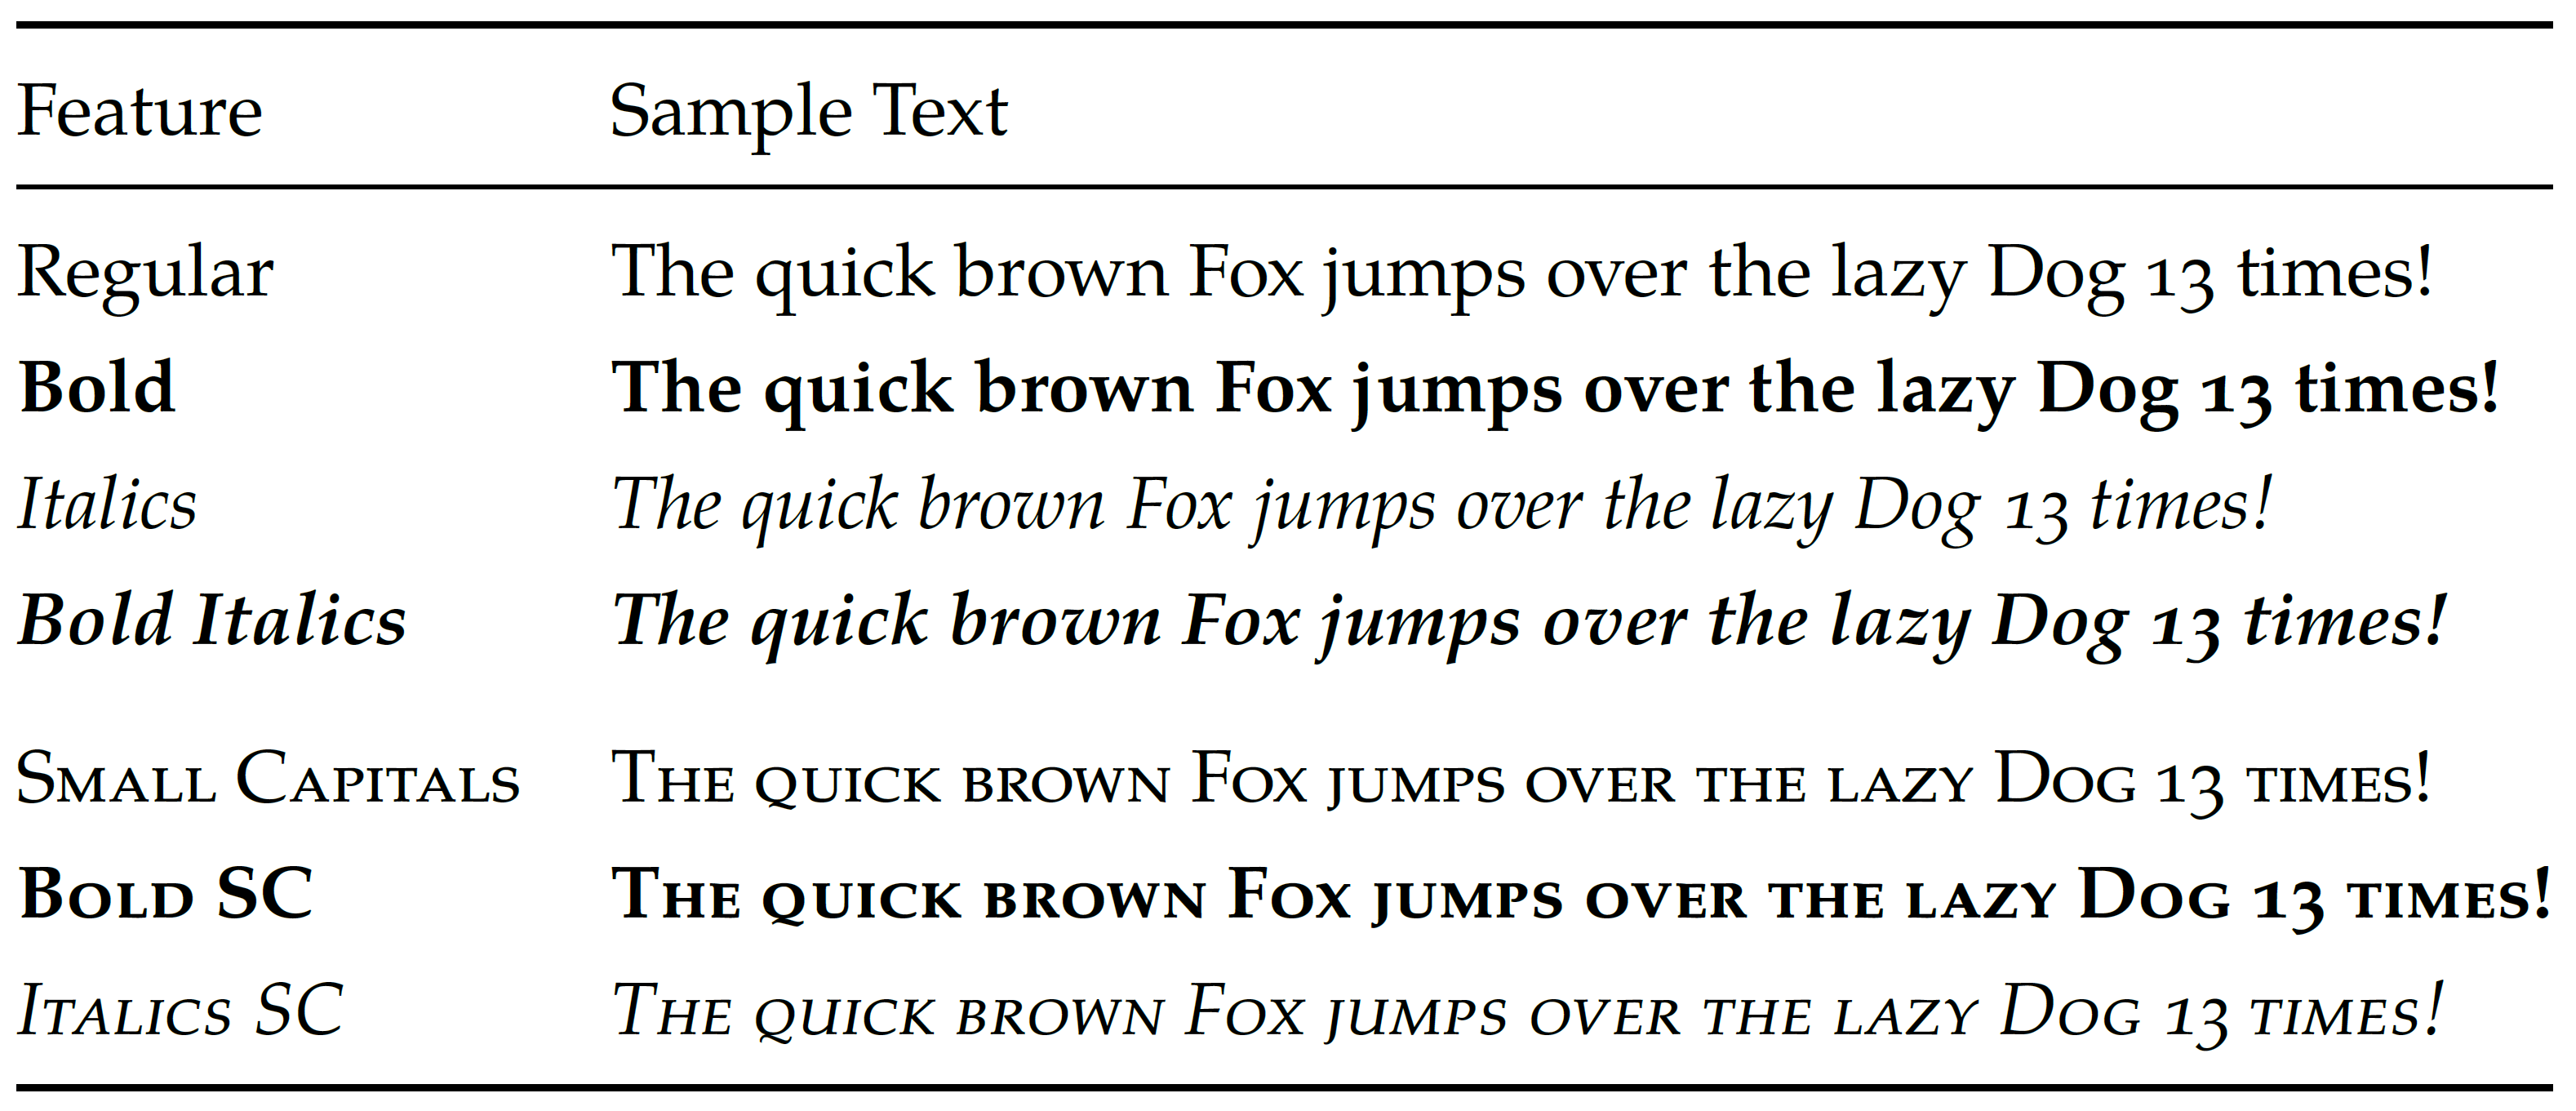 Feature Sample Text
Regular The quick brown Fox jumps over the lazy Dog 13 times!
Bold The quick brown Fox jumps over the lazy Dog 13 times!
Italics The quick brown Fox jumps over the lazy Dog 13 times!
Bold Italics The quick brown Fox jumps over the lazy Dog 13 times!
Small Capitals The quick brown Fox jumps over the lazy Dog 13 times!
Bold SC The quick brown Fox jumps over the lazy Dog 13 times!
Italics SC The quick brown Fox jumps over the lazy Dog 13 times!